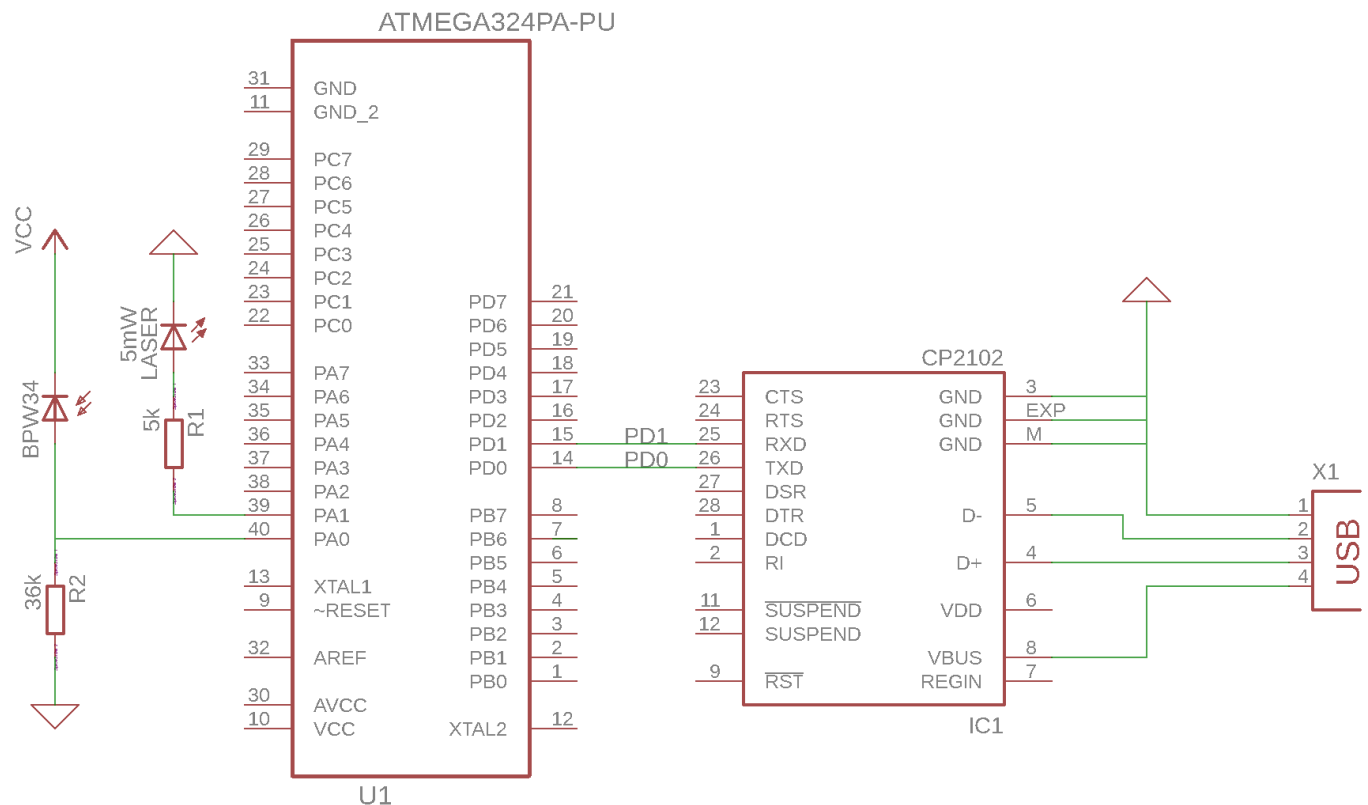 ATMEGA324PA-PU
31 GND
11 GND_2
29 PC7
28 PC6
27 PC5
26 PC4
25 PC3
24 PC2
23 PC1
22 PC0
33 PA7
34 PA6
35 PA5
36 PA4
37 PA3
38 PA2
39 PA1
40 PA0
13 XTAL1
9 ~RESET
32 AREF
30 AVCC
10 VCC
PD7 21
PD6 20
PD5 19
PD4 18
PD3 17
PD2 16
PD1 15
PD0 14
PB7 8
PB6 7
PB5 6
PB4 5
PB3 4
PB2 3
PB1 2
PB0 1
XTAL2 12
U1
VCC
BPW34
36k
R2
5mW
LASER
5k
R1
PD1
PD0
CP2102
23 CTS
24 RTS
25 RXD
26 TXD
27 DSR
28 DTR
1 DCD
2 RI
11 SUSPEND
12 SUSPEND
9 RST
GND 3
GND EXP
GND M
D- 5
D+ 4
VDD 6
VBUS 8
REGIN 7
IC1
X1
1
2
3
4
USB